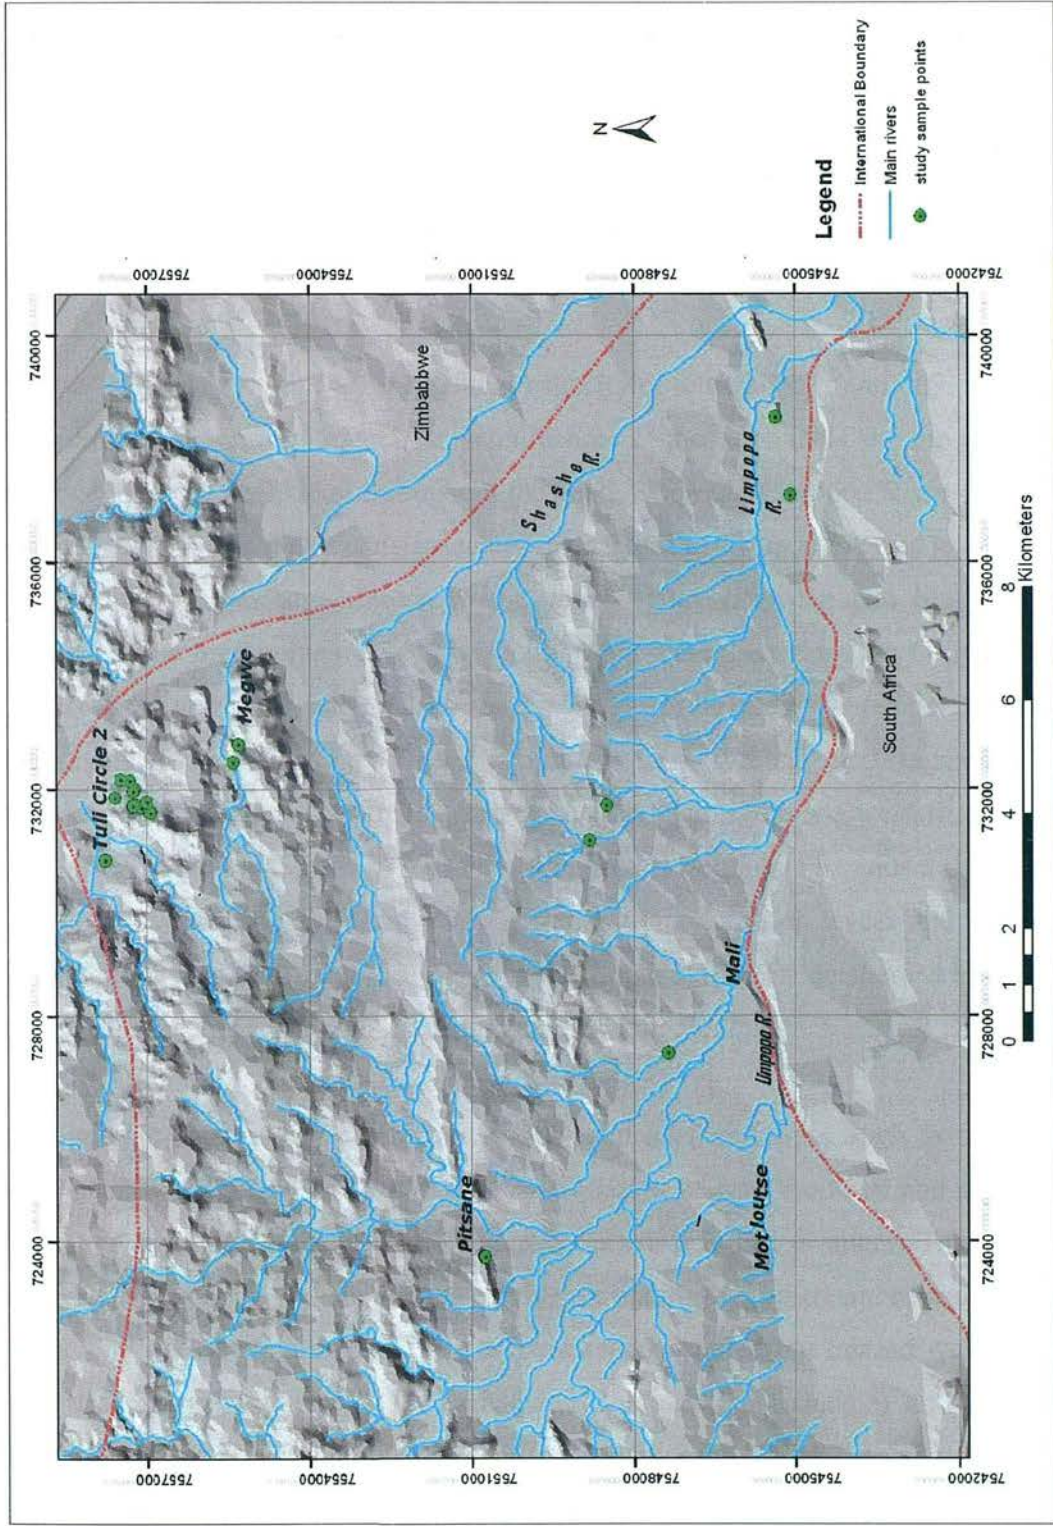 740000
736000
732000
728000
724000
7557000
7554000
7551000
7548000
7545000
7542000
7557000
7554000
7551000
7548000
7545000
7542000
Tuli Circle 2
Megwe
Zimbabbwe
Shashe
R.
Pitsane
Limpopo
R.
Mali
Limpopo R.
Motloutse
South Africa
740000
736000
732000
728000
724000
0 1 2 4 6 8
Kilometers
N
Legend
International Boundary
Main rivers
study sample points